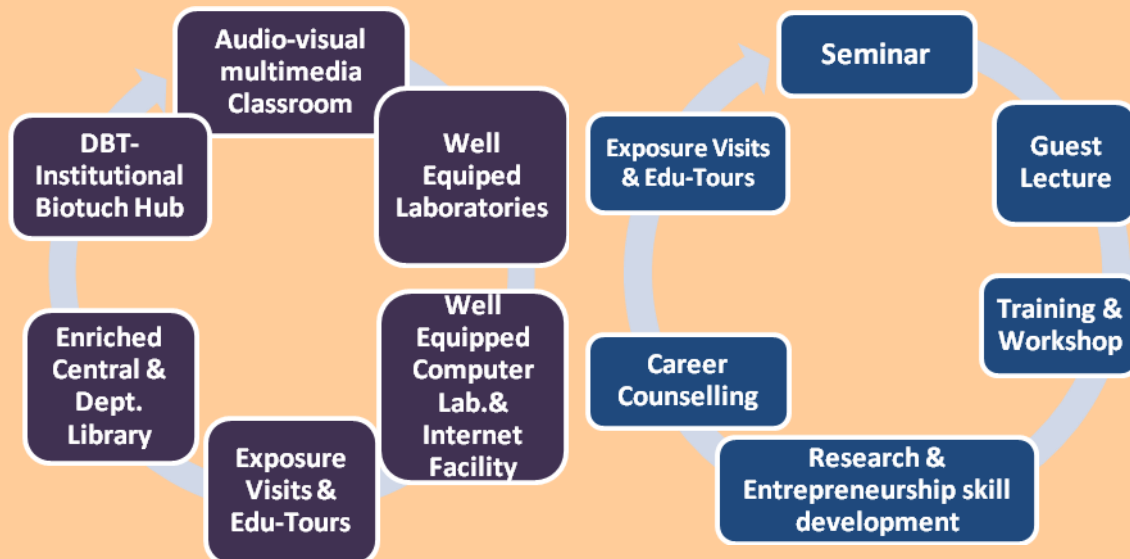 Audio-visual
multimedia
Classroom
Well
Equiped
Laboratories
Well
Equipped
Computer
Lab.&
Internet
Facility
Exposure
Visits &
Edu-Tours
Enriched
Central &
Dept.
Library
DBT-
Institutional
Biotuch Hub
Seminar
Guest
Lecture
Training &
Workshop
Research &
Entrepreneurship skill
development
Career
Counselling
Exposure Visits
& Edu-Tours